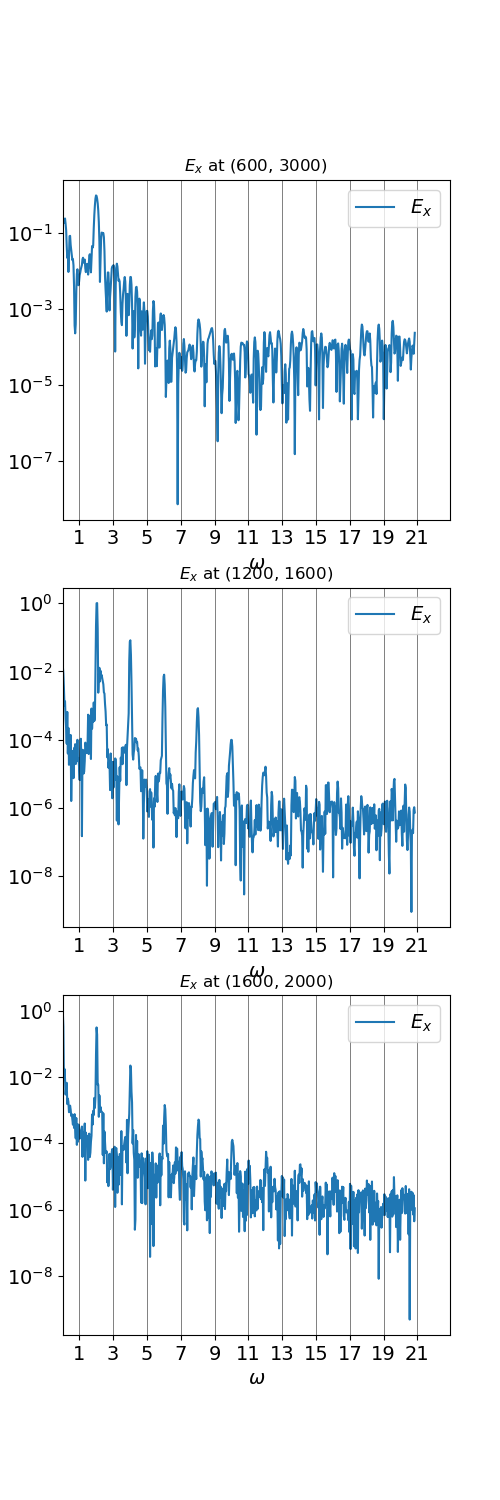 E_x at (600, 3000)
E_x
10^{-1}
10^{-3}
10^{-5}
10^{-7}
1 3 5 7 9 11 13 15 17 19 21
ω
E_x at (1200, 1600)
E_x
10^0
10^{-2}
10^{-4}
10^{-6}
10^{-8}
1 3 5 7 9 11 13 15 17 19 21
ω
E_x at (1600, 2000)
E_x
10^0
10^{-2}
10^{-4}
10^{-6}
10^{-8}
1 3 5 7 9 11 13 15 17 19 21
ω